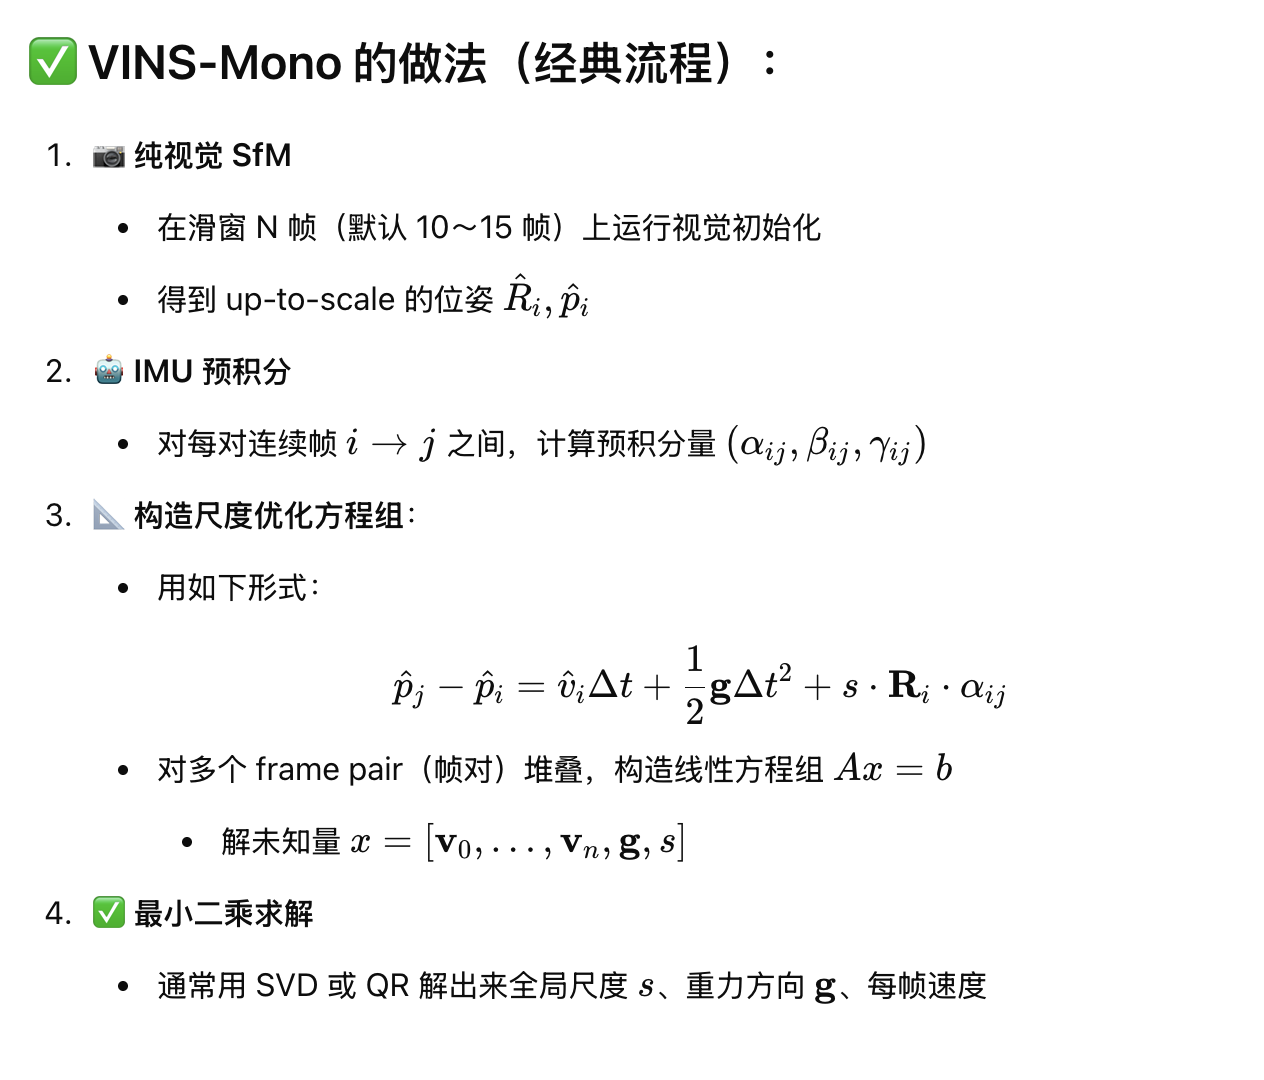 ✅ VINS-Mono 的做法（经典流程）：
1. 📷 纯视觉 SfM
• 在滑窗 N 帧（默认 10～15 帧）上运行视觉初始化
• 得到 up-to-scale 的位姿 $\hat{R}_i, \hat{p}_i$
2. 🤖 IMU 预积分
• 对每对连续帧 $i \to j$ 之间，计算预积分量 $(\alpha_{ij}, \beta_{ij}, \gamma_{ij})$
3. 📐 构造尺度优化方程组：
• 用如下形式：
$\hat{p}_j - \hat{p}_i = \hat{v}_i \Delta t + \frac{1}{2} \mathbf{g} \Delta t^2 + s \cdot \mathbf{R}_i \cdot \alpha_{ij}$
• 对多个 frame pair（帧对）堆叠，构造线性方程组 $Ax = b$
• 解未知量 $x = [\mathbf{v}_0, \ldots, \mathbf{v}_n, \mathbf{g}, s]$
4. ✅ 最小二乘求解
• 通常用 SVD 或 QR 解出来全局尺度 $s$、重力方向 $\mathbf{g}$、每帧速度